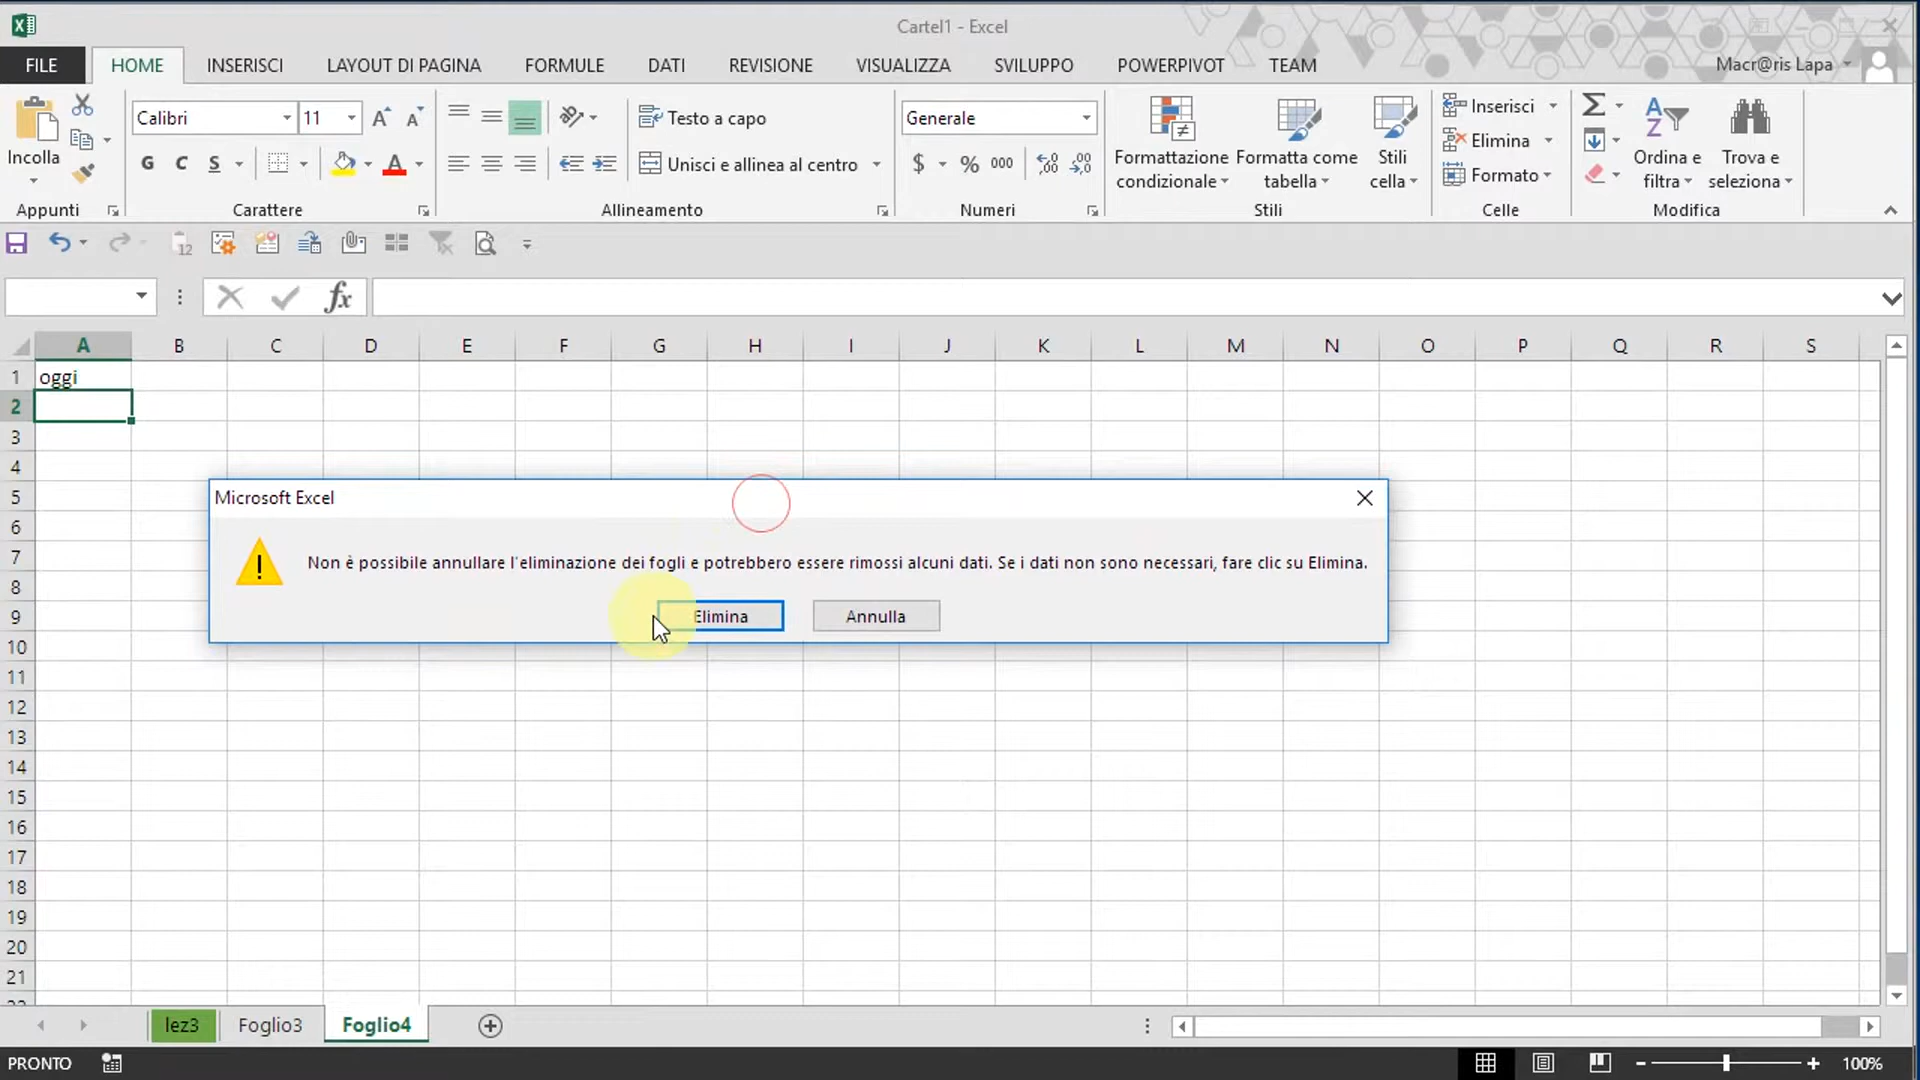 Cartel1 - Excel
FILE HOME INSERISCI LAYOUT DI PAGINA FORMULE DATI REVISIONE VISUALIZZA SVILUPPO POWERPIVOT TEAM Macr@ris Lapa
Incolla
Appunti
Calibri 11
G C S
Carattere
Testo a capo
Unisci e allinea al centro
Allineamento
Generale
$ % 000
Numeri
Formattazione condizionale
Formatta come tabella
Stili cella
Stili
Inserisci
Elimina
Formato
Celle
Ordina e filtra
Trova e seleziona
Modifica
12
fx
A B C D E F G H I J K L M N O P Q R S
1 oggi
2
3
4
5
6
7
8
9
10
11
12
13
14
15
16
17
18
19
20
21
22
Microsoft Excel
Non è possibile annullare l'eliminazione dei fogli e potrebbero essere rimossi alcuni dati. Se i dati non sono necessari, fare clic su Elimina.
Elimina Annulla
lez3 Foglio3 Foglio4
PRONTO 100%